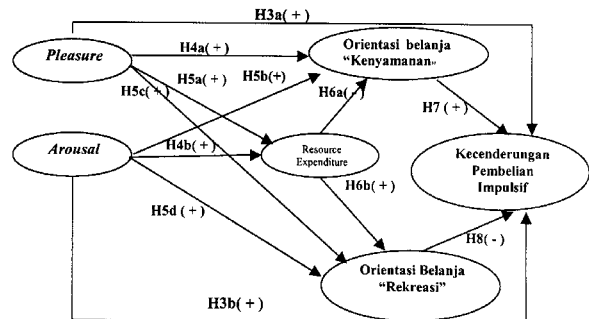 H3a( + )
Pleasure
H4a( + )
Orientasi belanja
“Kenyamanan”
H5a( + )
H5b(+)
H5c( + )
H6a( - )
H7 ( + )
Arousal
H4b( + )
Resource
Expenditure
Kecenderungan
Pembelian
Impulsif
H6b( + )
H5d ( + )
H8( - )
Orientasi Belanja
“Rekreasi”
H3b( + )